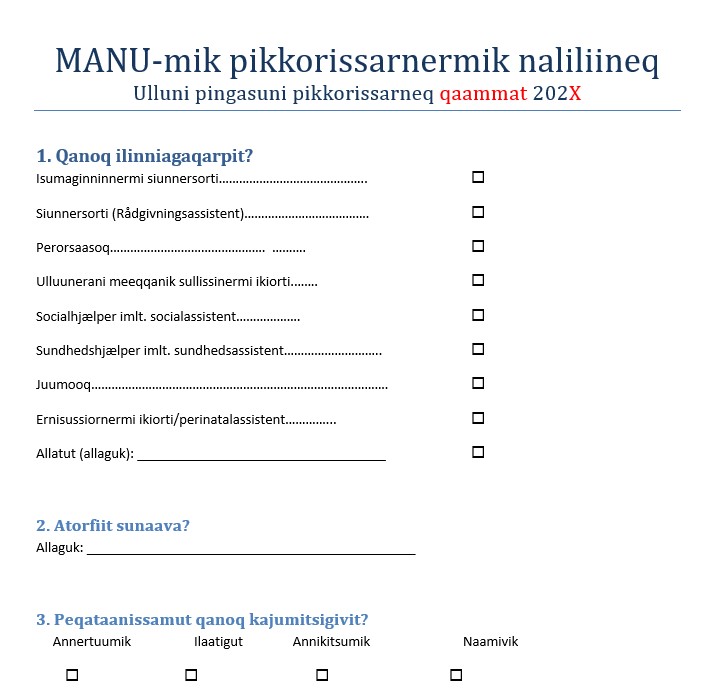 MANU-mik pikkorissarnermik naliliineq
Ulluni pingasuni pikkorissarneq qaammat 202X
1. Qanoq ilinniagaqarpit?
Isumaginninnermi siunnersorti............................................
Siunnersorti (Rådgivningsassistent).....................................
Perorsaasoq.............................................. ..........
Ulluunerani meeqqanik sullissinermi ikiorti........
Socialhjælper imlt. socialassistent...................
Sundhedshjælper imlt. sundhedsassistent.............................
Juumooq........................................................................................
Ernisussiornermi ikiorti/perinatalassistent...............
Allatut (allaguk): _________________________________
2. Atorfiit sunaava?
Allaguk: ____________________________________________
3. Peqataanissamut qanoq kajumitsigivit?
Annertuumik Ilaatigut Annikitsumik Naamivik